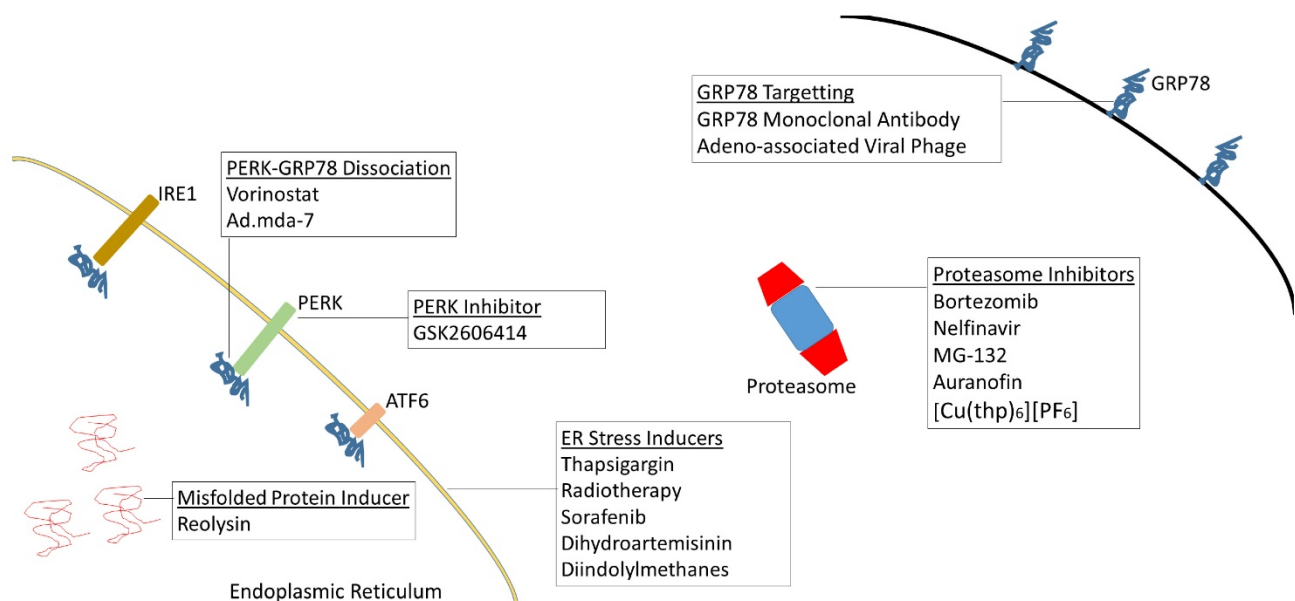 GRP78 Targetting
GRP78 Monoclonal Antibody
Adeno-associated Viral Phage
GRP78
PERK-GRP78 Dissociation
Vorinostat
Ad.mda-7
IRE1
PERK
PERK Inhibitor
GSK2606414
Proteasome
Proteasome Inhibitors
Bortezomib
Nelfinavir
MG-132
Auranofin
[Cu(thp)₆][PF₆]
ATF6
ER Stress Inducers
Thapsigargin
Radiotherapy
Sorafenib
Dihydroartemisinin
Diindolylmethanes
Misfolded Protein Inducer
Reolysin
Endoplasmic Reticulum